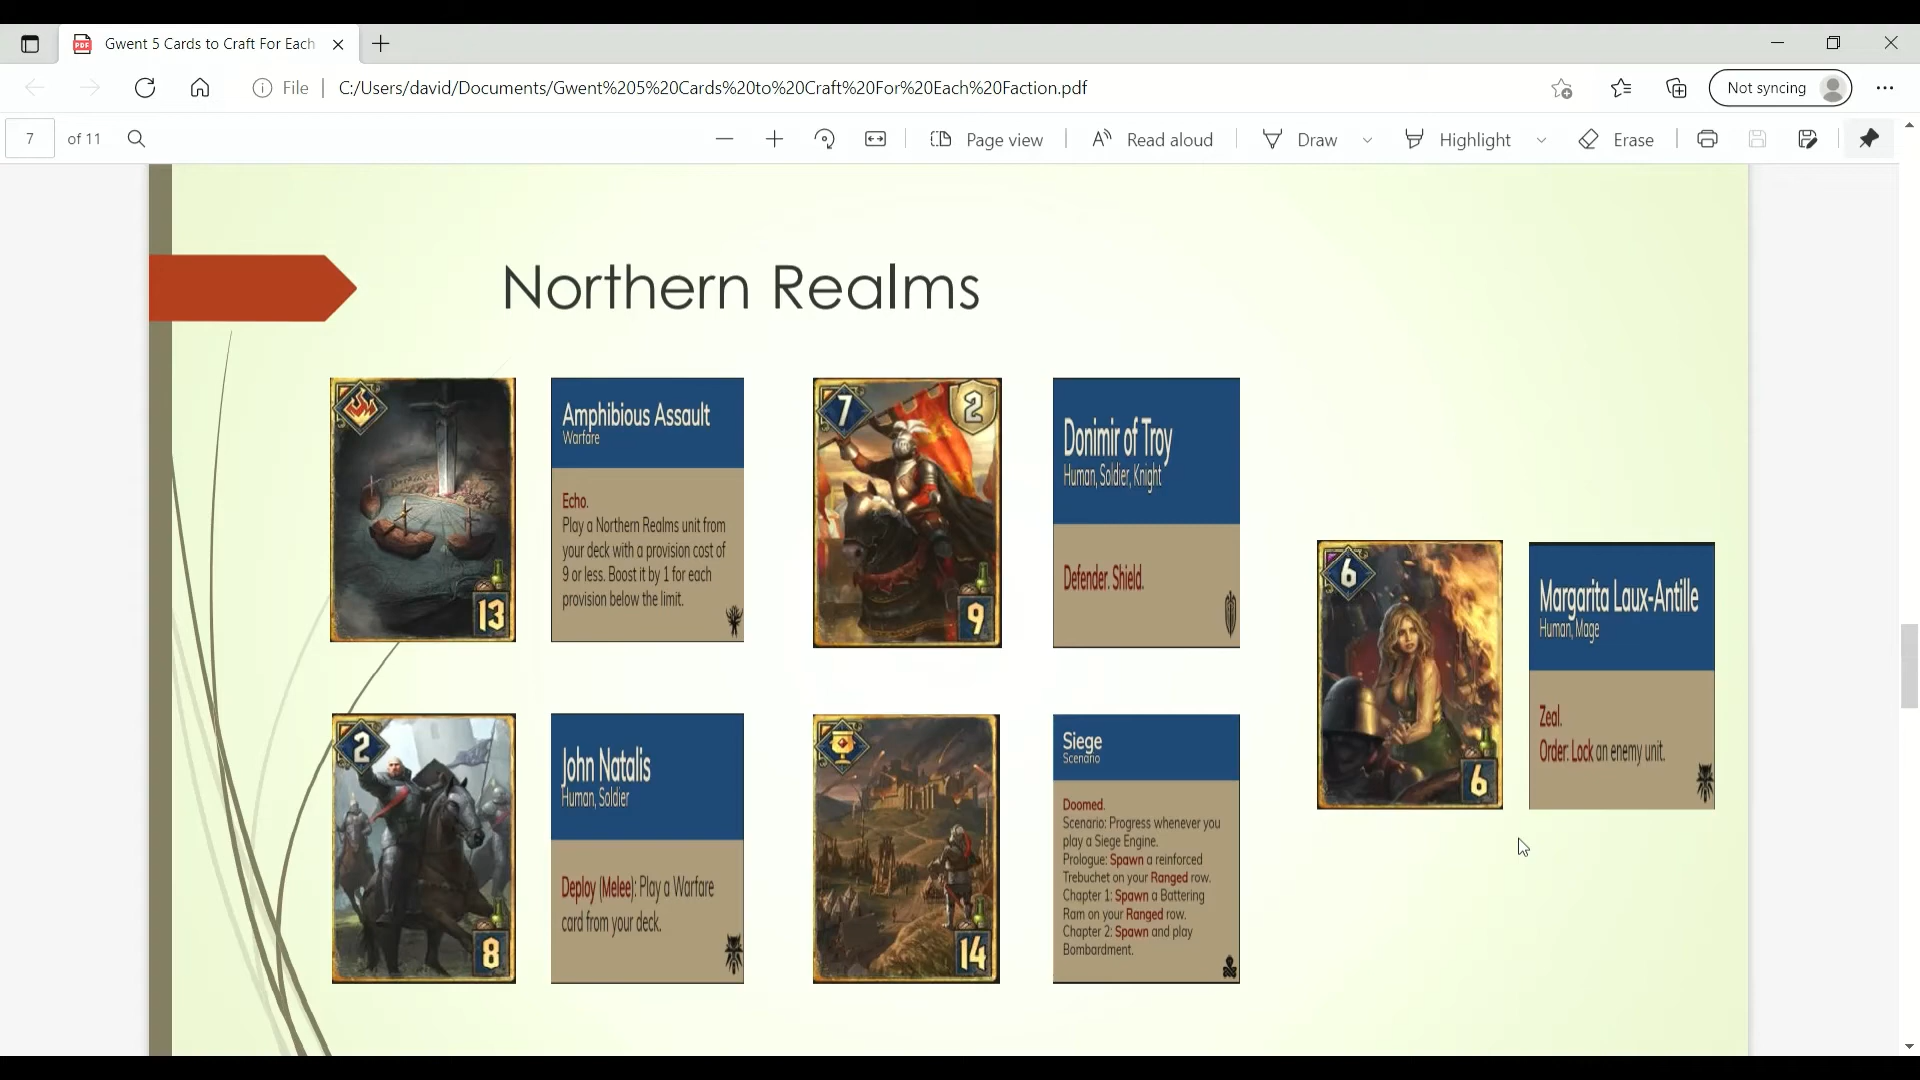 Gwent 5 Cards to Craft For Each
File
C:/Users/david/Documents/Gwent%205%20Cards%20to%20Craft%20For%20Each%20Faction.pdf
Not syncing
7 of 11
Page view
Read aloud
Draw
Highlight
Erase
Northern Realms
13
Amphibious Assault
Warfare
Echo.
Play a Northern Realms unit from
your deck with a provision cost of
9 or less. Boost it by 1 for each
provision below the limit.
7
2
9
Donimir of Troy
Human, Soldier, Knight
Defender. Shield.
6
6
Margarita Laux-Antille
Human, Mage
Zeal.
Order: Lock an enemy unit.
2
8
John Natalis
Human, Soldier
Deploy (Melee): Play a Warfare
card from your deck.
14
Siege
Scenario
Doomed.
Scenario: Progress whenever you
play a Siege Engine.
Prologue: Spawn a reinforced
Trebuchet on your Ranged row.
Chapter 1: Spawn a Battering
Ram on your Ranged row.
Chapter 2: Spawn and play
Bombardment.